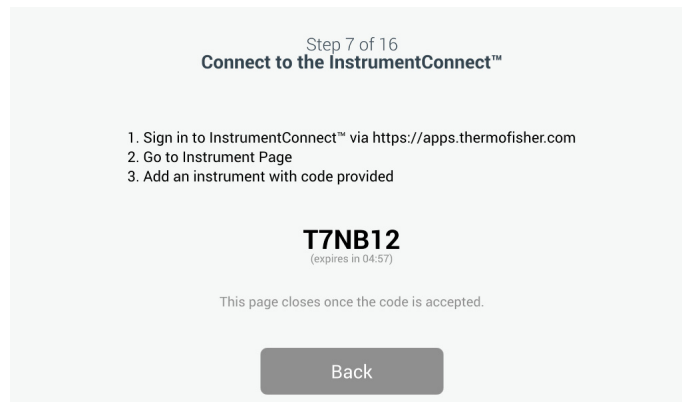 Step 7 of 16
Connect to the InstrumentConnect™
1. Sign in to InstrumentConnect™ via https://apps.thermofisher.com
2. Go to Instrument Page
3. Add an instrument with code provided
T7NB12
(expires in 04:57)
This page closes once the code is accepted.
Back